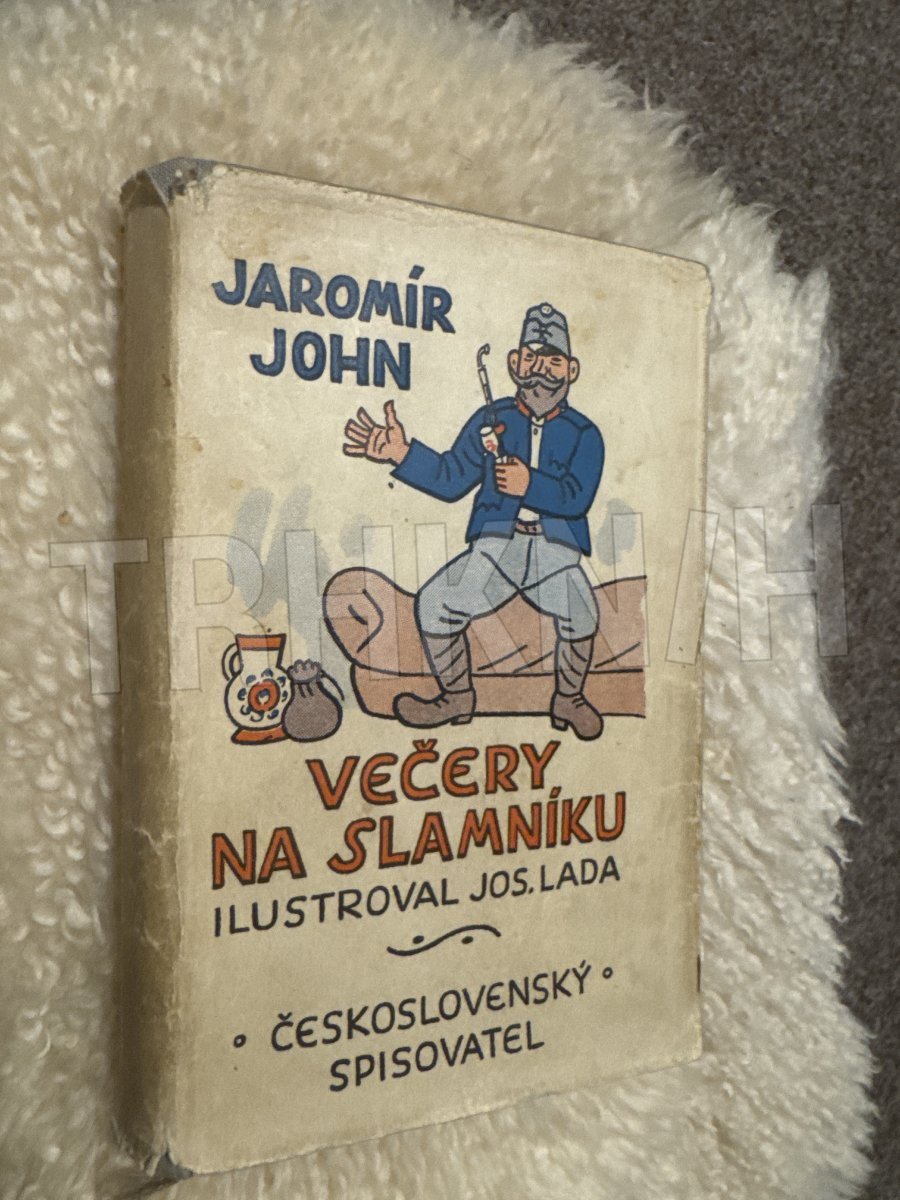 JAROMÍR
JOHN
VEČERY
NA SLAMNÍKU
ILUSTROVAL JOS. LADA
ČESKOSLOVENSKÝ
SPISOVATEL